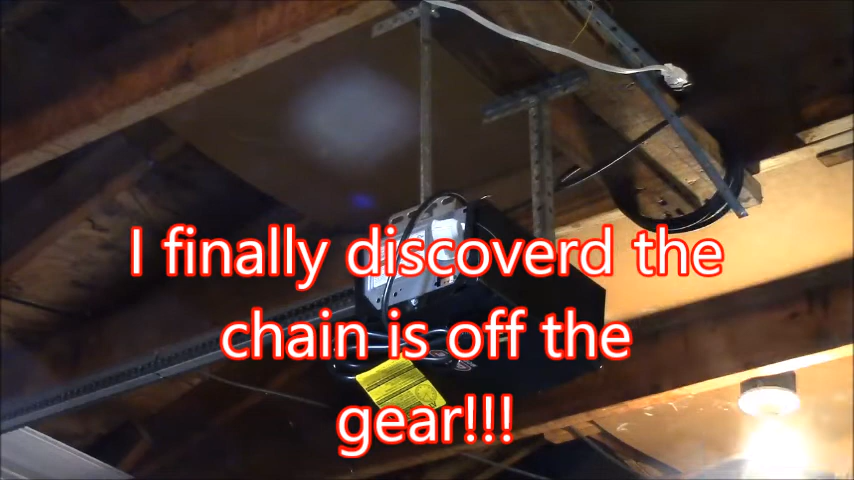 I finally discoverd the
chain is off the
gear!!!